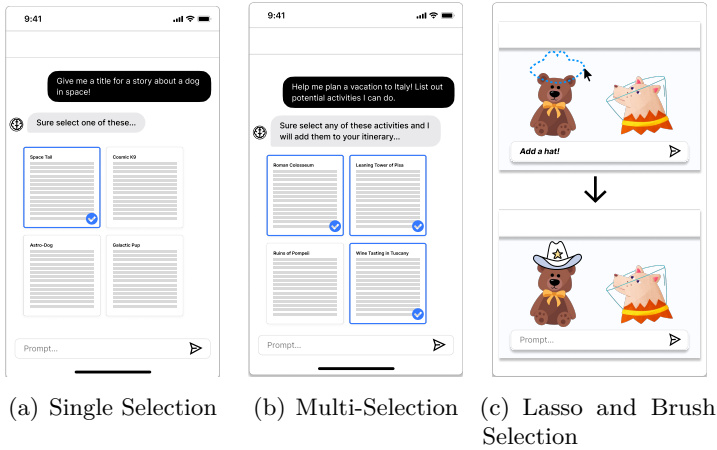 9:41
Give me a title for a story about a dog
in space!
Sure select one of these...
Space Tail
Cosmic K9
Astro-Dog
Galactic Pup
Prompt...
(a) Single Selection
9:41
Help me plan a vacation to Italy! List out
potential activities I can do.
Sure select any of these activities and I
will add them to your itinerary...
Roman Colosseum
Leaning Tower of Pisa
Ruins of Pompeii
Wine Tasting in Tuscany
Prompt...
(b) Multi-Selection
Add a hat!
Prompt...
(c) Lasso and Brush
Selection